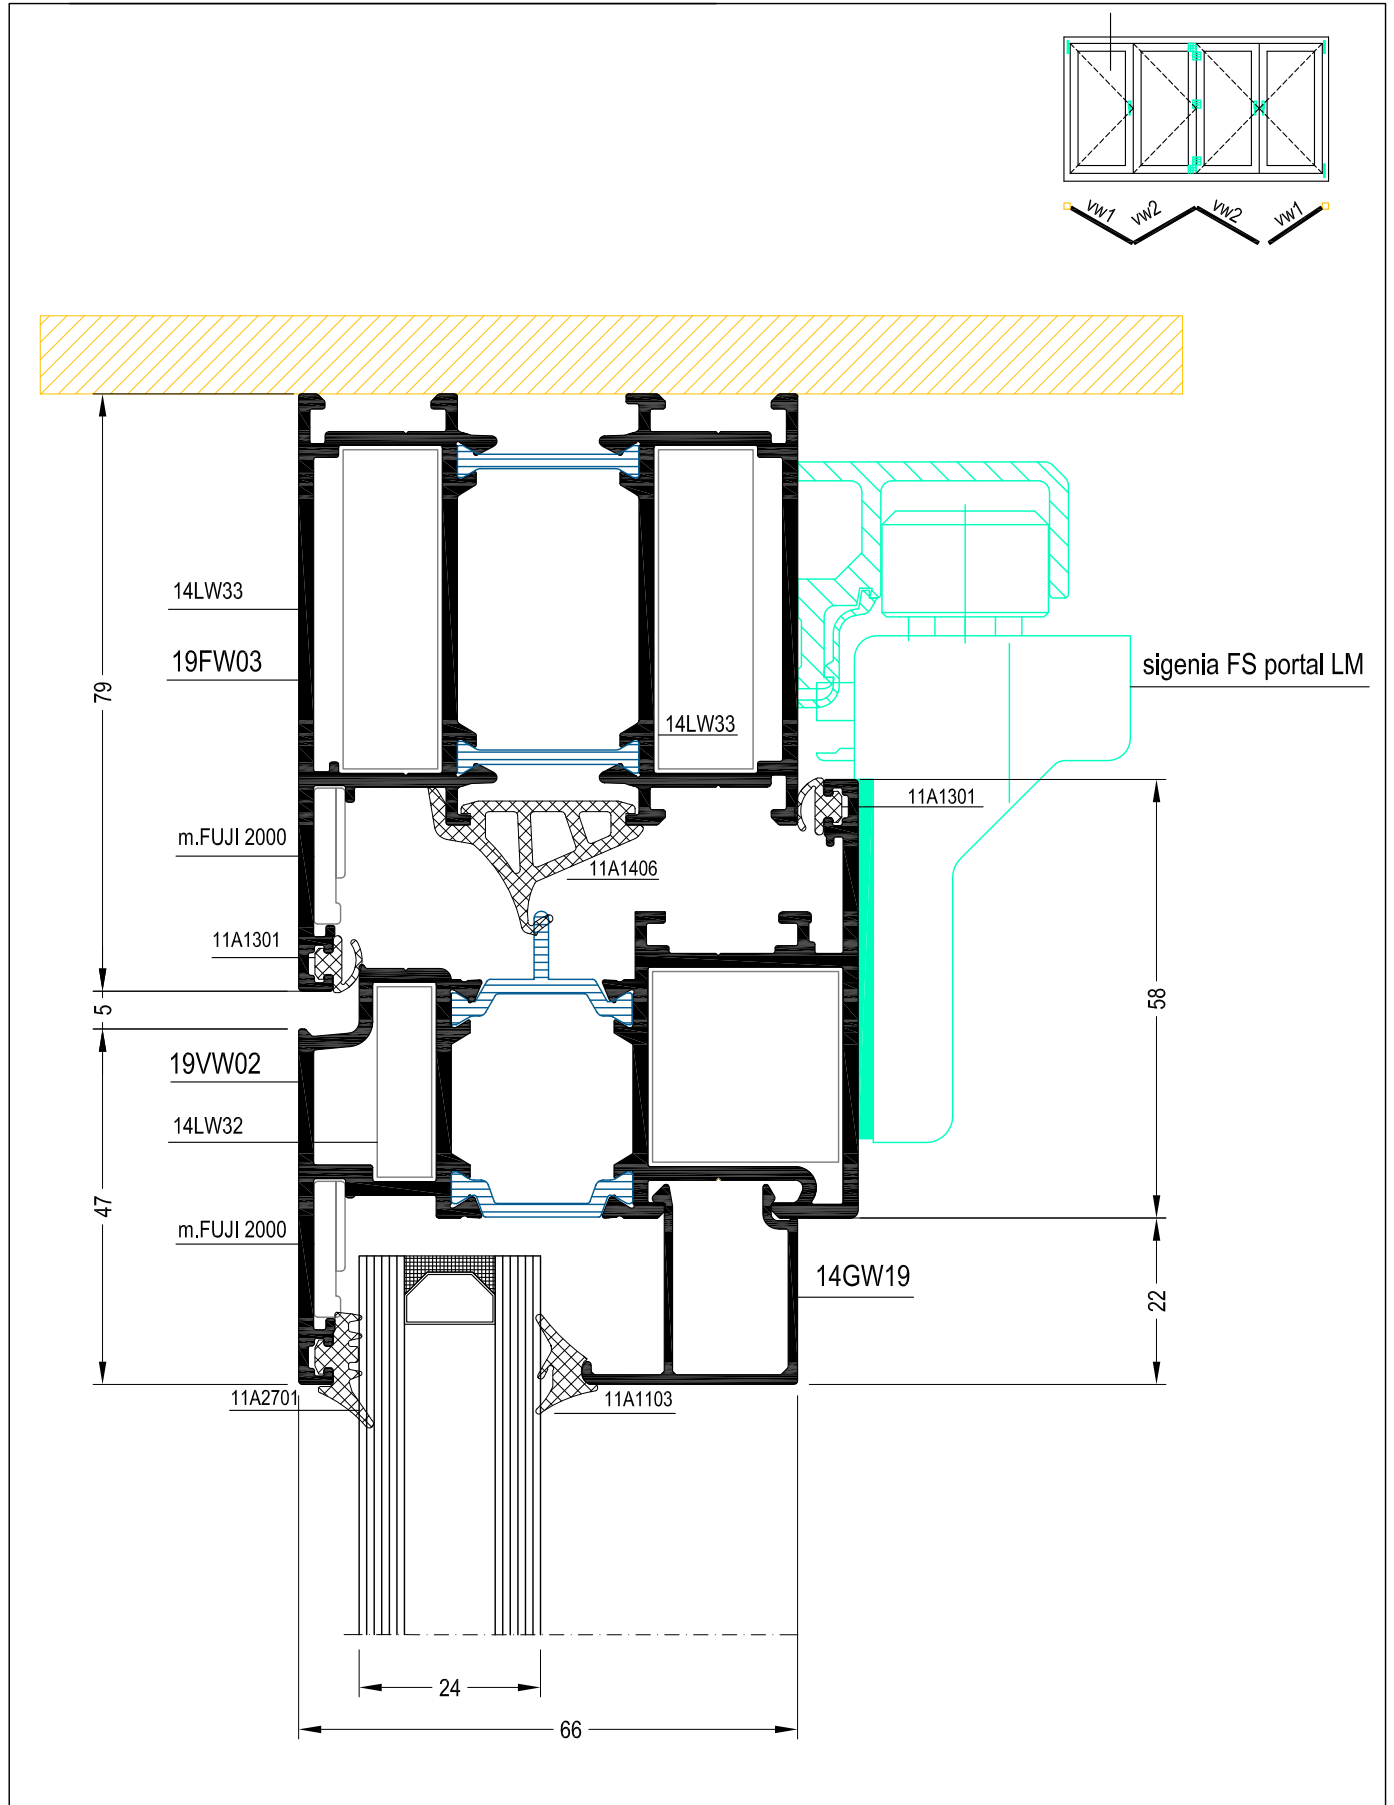 vw1
vw2
vw2
vw1
14LW33
19FW03
79
sigenia FS portal LM
14LW33
11A1301
m.FUJI 2000
11A1406
11A1301
5
58
19VW02
14LW32
47
m.FUJI 2000
14GW19
22
11A2701
11A1103
24
66